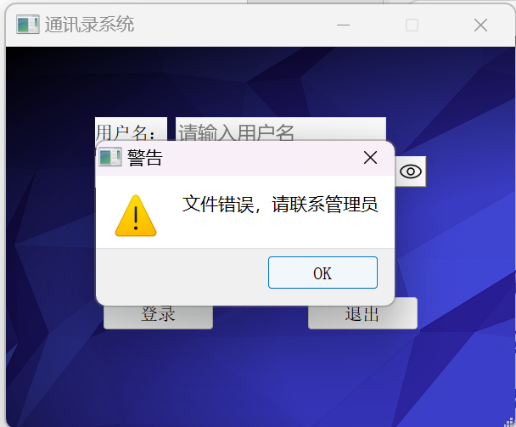 通讯录系统
用户名：
请输入用户名
警告
文件错误，请联系管理员
OK
登录
退出